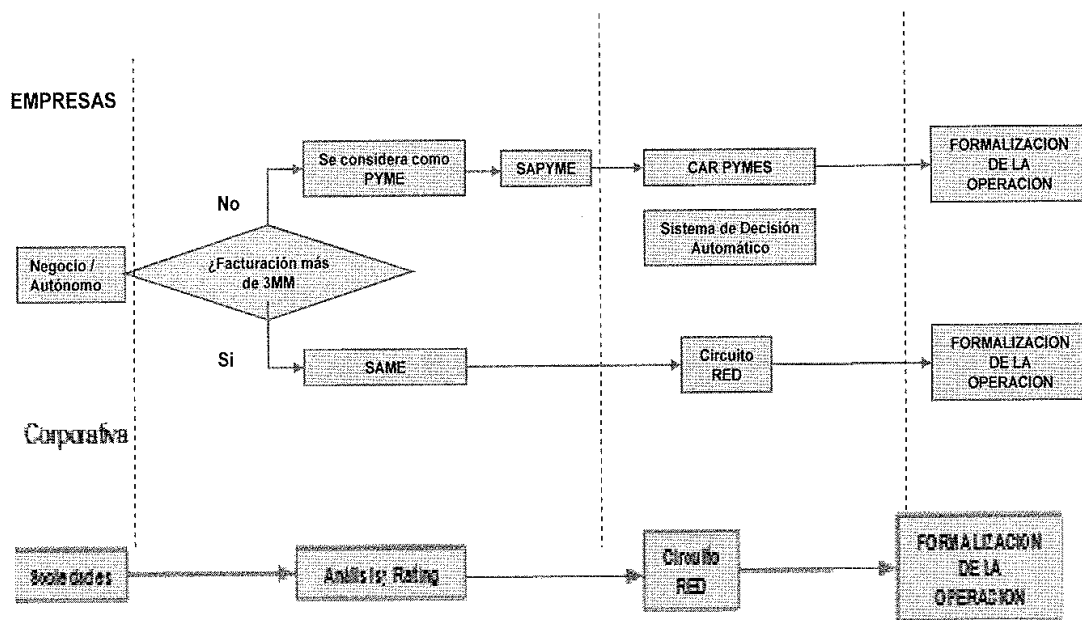 EMPRESAS
Se considera como
PYME
SAPYME
CAR PYMES
FORMALIZACION
DE LA
OPERACION
No
Sistema de Decisión
Automático
Negocio /
Autónomo
¿Facturación más
de 3MM
Si
SAME
Circuito
RED
FORMALIZACION
DE LA
OPERACION
Corporativa
Sociedades
Análisis; Rating
Circuito
RED
FORMALIZACION
DE LA
OPERACION